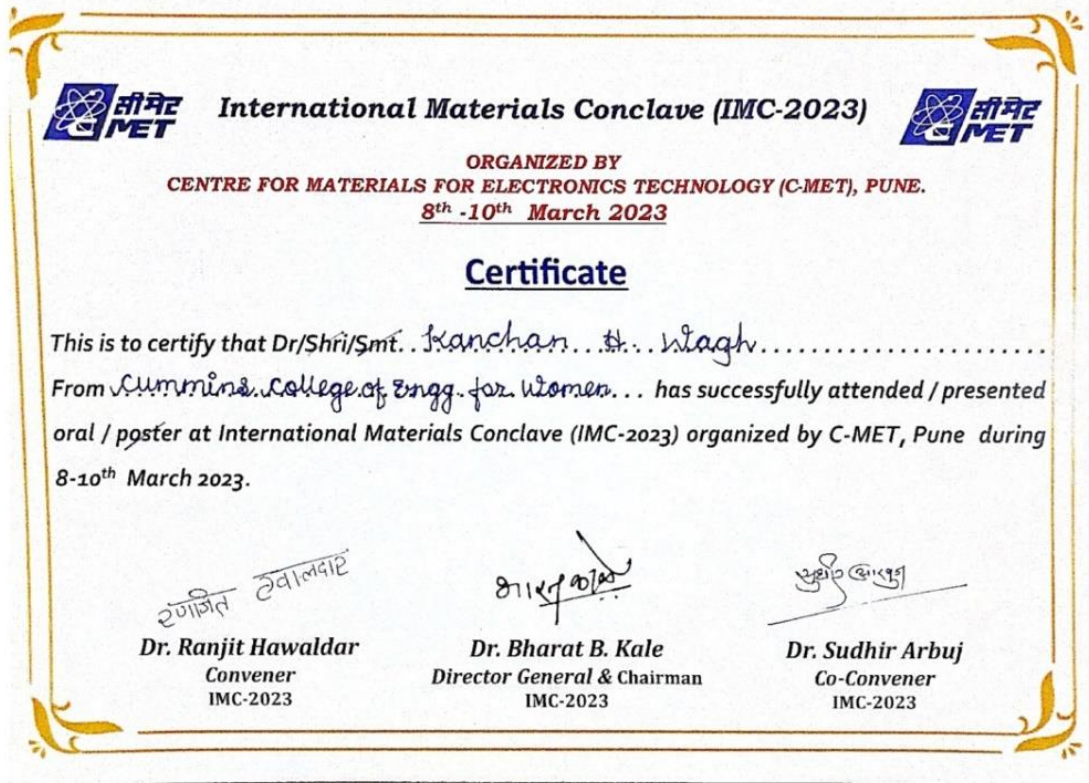 सीमेट
C MET
International Materials Conclave (IMC-2023)
सीमेट
C MET
ORGANIZED BY
CENTRE FOR MATERIALS FOR ELECTRONICS TECHNOLOGY (C-MET), PUNE.
8th -10th March 2023
Certificate
This is to certify that Dr/Shri/Smt.. Kanchan... H.. Wagh......................
From Cummins.College.of Engg. for Women... has successfully attended / presented
oral / poster at International Materials Conclave (IMC-2023) organized by C-MET, Pune during
8-10th March 2023.
रणजित हवालदार
भारत काळे
सुधीर अरबुज
Dr. Ranjit Hawaldar
Dr. Bharat B. Kale
Dr. Sudhir Arbuj
Convener
Director General & Chairman
Co-Convener
IMC-2023
IMC-2023
IMC-2023